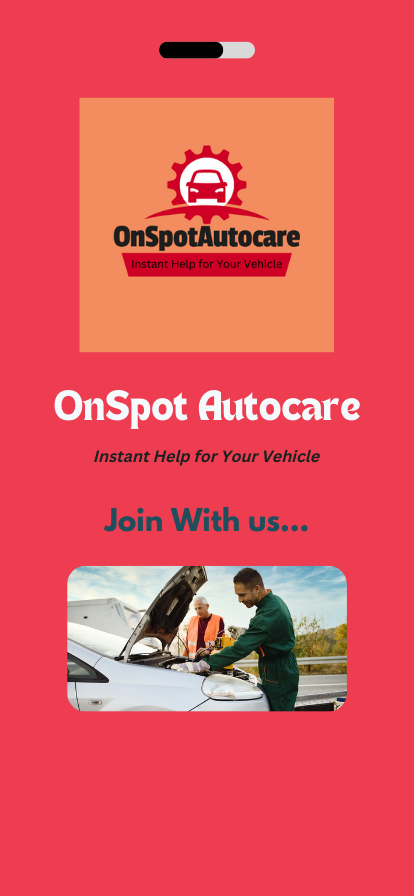 OnSpotAutocare
Instant Help for Your Vehicle
OnSpot Autocare
Instant Help for Your Vehicle
Join With us...